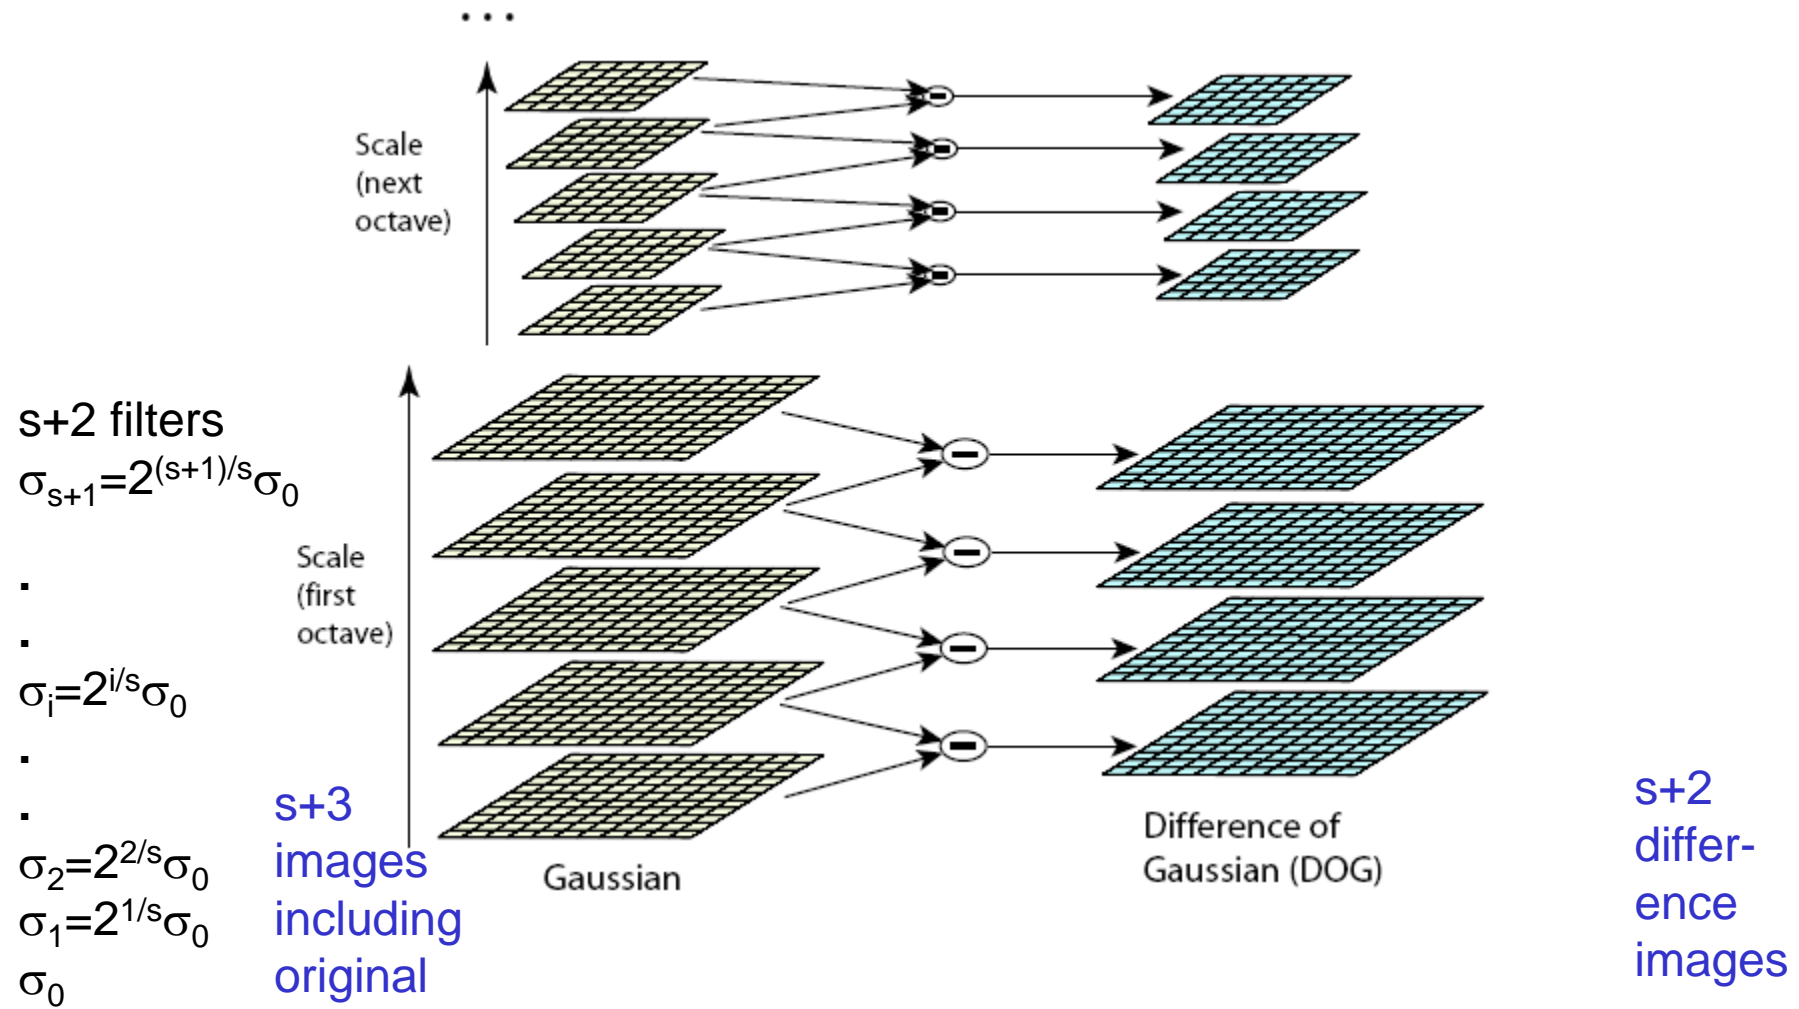 . . .
Scale
(next
octave)
s+2 filters
σs+1=2(s+1)/sσ0
.
.
σi=2i/sσ0
.
.
σ2=22/sσ0
σ1=21/sσ0
σ0
Scale
(first
octave)
s+3
images
including
original
Gaussian
Difference of
Gaussian (DOG)
s+2
differ-
ence
images